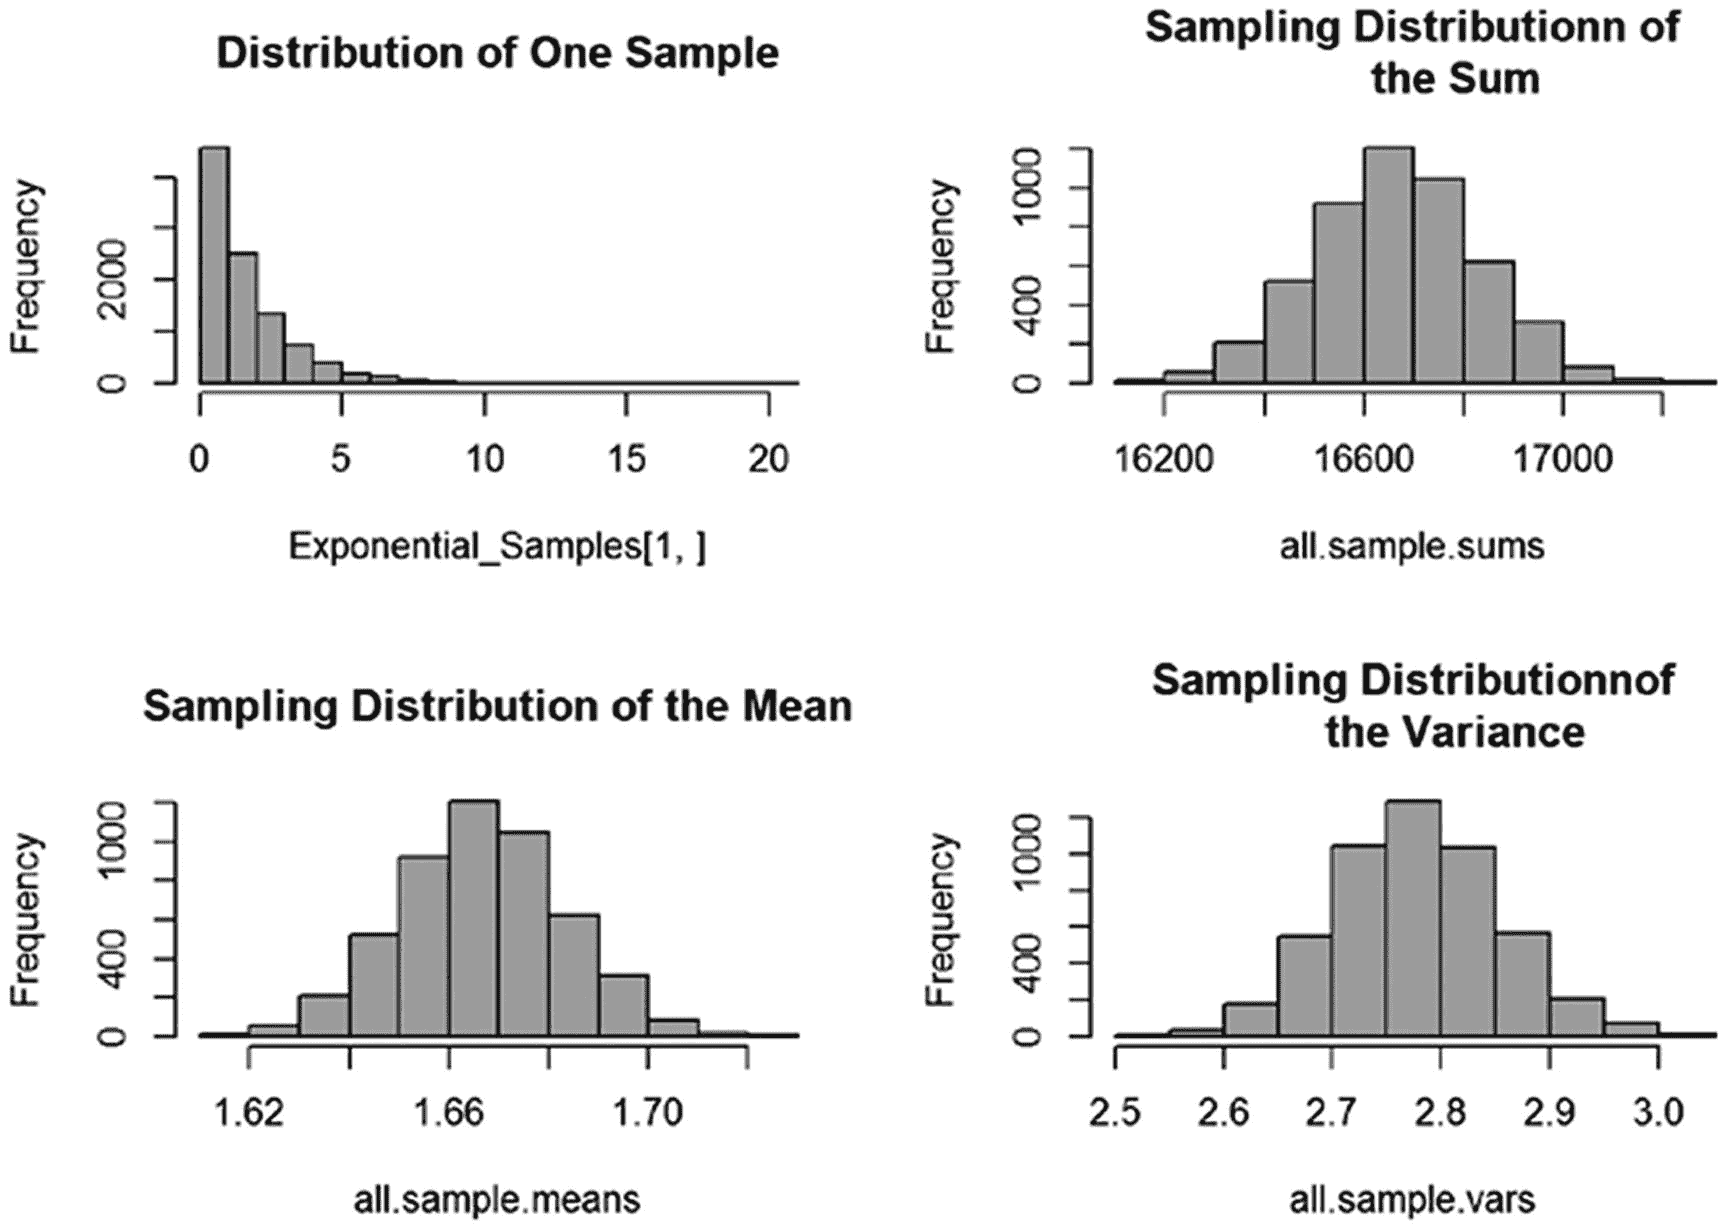 Distribution of One Sample
Frequency
0 2000
0 5 10 15 20
Exponential_Samples[1, ]
Sampling Distributionn of
the Sum
Frequency
0 400 1000
16200 16600 17000
all.sample.sums
Sampling Distribution of the Mean
Frequency
0 400 1000
1.62 1.66 1.70
all.sample.means
Sampling Distributionnof
the Variance
Frequency
0 400 1000
2.5 2.6 2.7 2.8 2.9 3.0
all.sample.vars